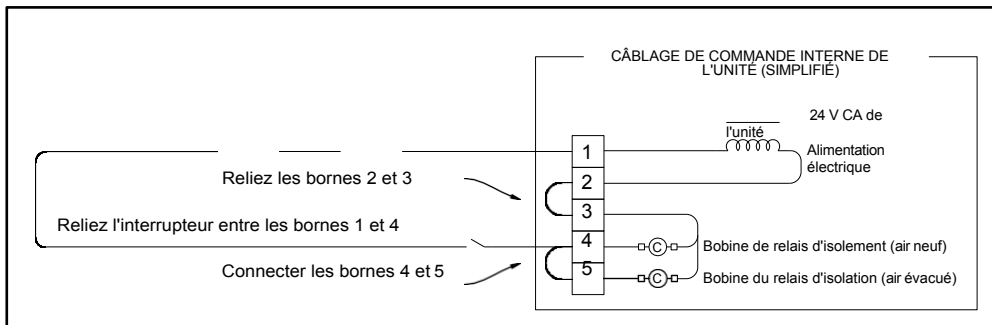 CÂBLAGE DE COMMANDE INTERNE DE
L'UNITÉ (SIMPLIFIÉ)
24 V CA de
l'unité
Alimentation
électrique
1
2
3
4
5
Reliez les bornes 2 et 3
Reliez l'interrupteur entre les bornes 1 et 4
Connecter les bornes 4 et 5
C
Bobine de relais d'isolement (air neuf)
C
Bobine du relais d'isolation (air évacué)